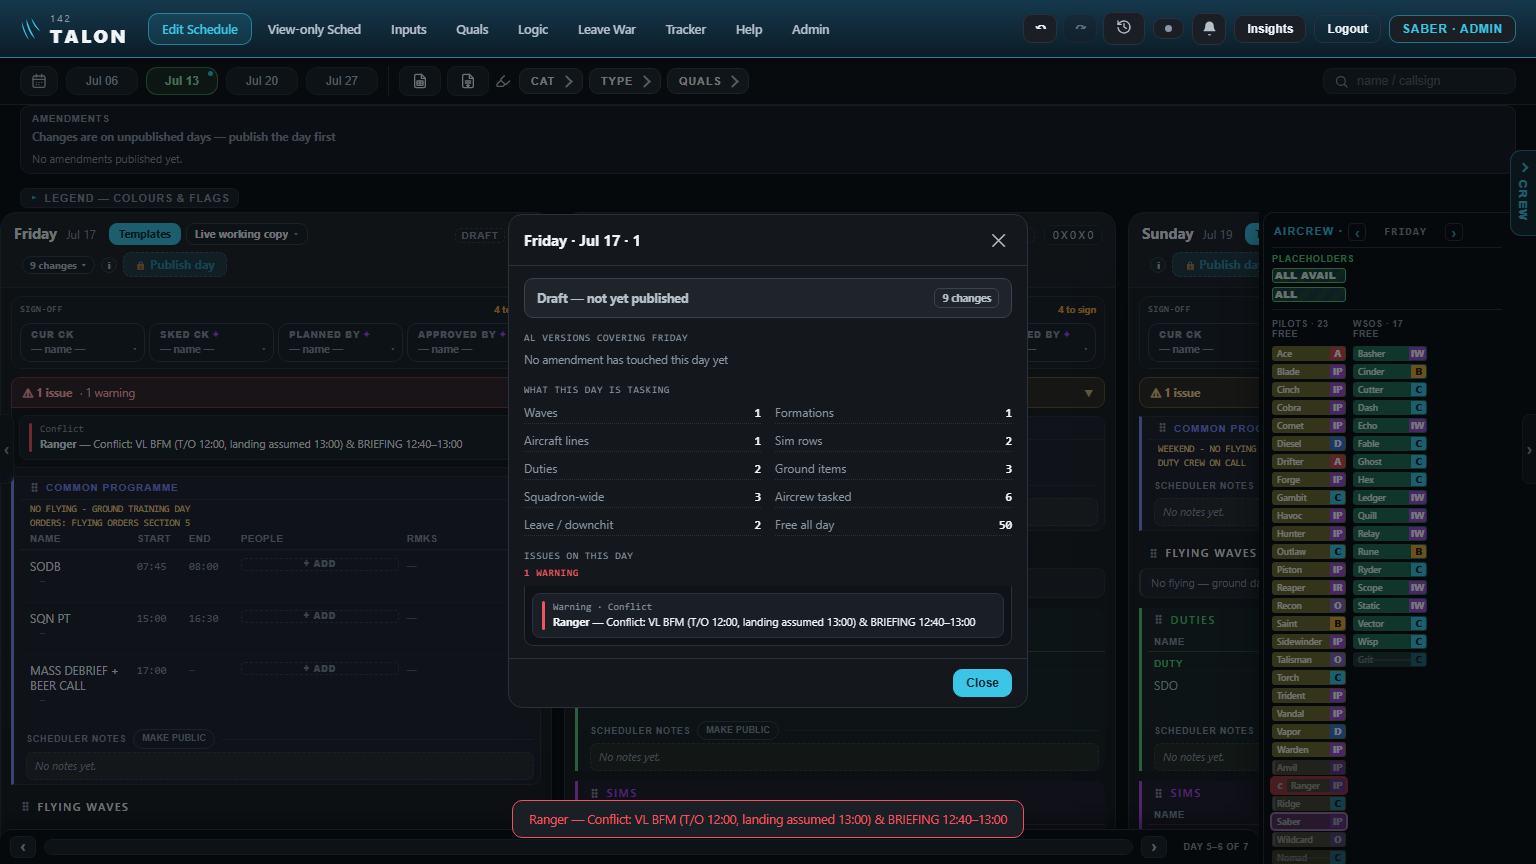 142
TALON
Edit Schedule
View-only Sched
Inputs
Quals
Logic
Leave War
Tracker
Help
Admin
Insights
Logout
SABER · ADMIN
Jul 06
Jul 13
Jul 20
Jul 27
CAT
TYPE
QUALS
name / callsign
AMENDMENTS
Changes are on unpublished days — publish the day first
No amendments published yet.
LEGEND — COLOURS & FLAGS
CREW
Friday Jul 17
Templates
Live working copy
DRAFT
9 changes
i
Publish day
SIGN-OFF
CUR CK
— name —
SKED CK
— name —
PLANNED BY
— name —
APPROVED BY
— name —
1 issue · 1 warning
Conflict
Ranger — Conflict: VL BFM (T/O 12:00, landing assumed 13:00) & BRIEFING 12:40–13:00
COMMON PROGRAMME
NO FLYING - GROUND TRAINING DAY
ORDERS: FLYING ORDERS SECTION 5
NAME START END PEOPLE RMKS
SODB 07:45 08:00 + ADD —
—
SQN PT 15:00 16:30 + ADD —
—
MASS DEBRIEF + BEER CALL 17:00 — + ADD —
—
SCHEDULER NOTES MAKE PUBLIC
No notes yet.
FLYING WAVES
Friday · Jul 17 · 1
Draft — not yet published
9 changes
AL VERSIONS COVERING FRIDAY
No amendment has touched this day yet
WHAT THIS DAY IS TASKING
Waves 1 Formations 1
Aircraft lines 1 Sim rows 2
Duties 2 Ground items 3
Squadron-wide 3 Aircrew tasked 6
Leave / downchit 2 Free all day 50
ISSUES ON THIS DAY
1 WARNING
Warning · Conflict
Ranger — Conflict: VL BFM (T/O 12:00, landing assumed 13:00) & BRIEFING 12:40–13:00
Close
0X0X0
4 to sign
SCHEDULER NOTES MAKE PUBLIC
No notes yet.
SIMS
Ranger — Conflict: VL BFM (T/O 12:00, landing assumed 13:00) & BRIEFING 12:40–13:00
Sunday Jul 19
i
Publish da
SIGN-OFF
CUR CK
— name —
1 issue
COMMON PROG
WEEKEND - NO FLYING
DUTY CREW ON CALL
SCHEDULER NOTES
No notes yet.
FLYING WAVES
No flying — ground da
DUTIES
NAME
DUTY
SDO
SCHEDULER NOTES
No notes yet.
SIMS
NAME
DAY 5–6 OF 7
AIRCREW ·
FRIDAY
PLACEHOLDERS
ALL AVAIL
ALL
PILOTS · 23 FREE
WSOS · 17 FREE
Ace A Basher IW
Blade IP Cinder B
Cinch IP Cutter C
Cobra IP Dash C
Comet IP Echo IW
Diesel D Fable C
Drifter A Ghost C
Forge IP Hex C
Gambit C Ledger IW
Havoc IP Quill IW
Hunter IP Relay IW
Outlaw C Rune B
Piston IP Ryder C
Reaper IR Scope IW
Recon O Static IW
Saint B Vector C
Sidewinder IP Wisp C
Talisman O Grit C
Torch C
Trident IP
Vandal IP
Vapor D
Warden IP
Anvil IP
C Ranger IP
Ridge C
Saber IP
Wildcard O
Nomad C